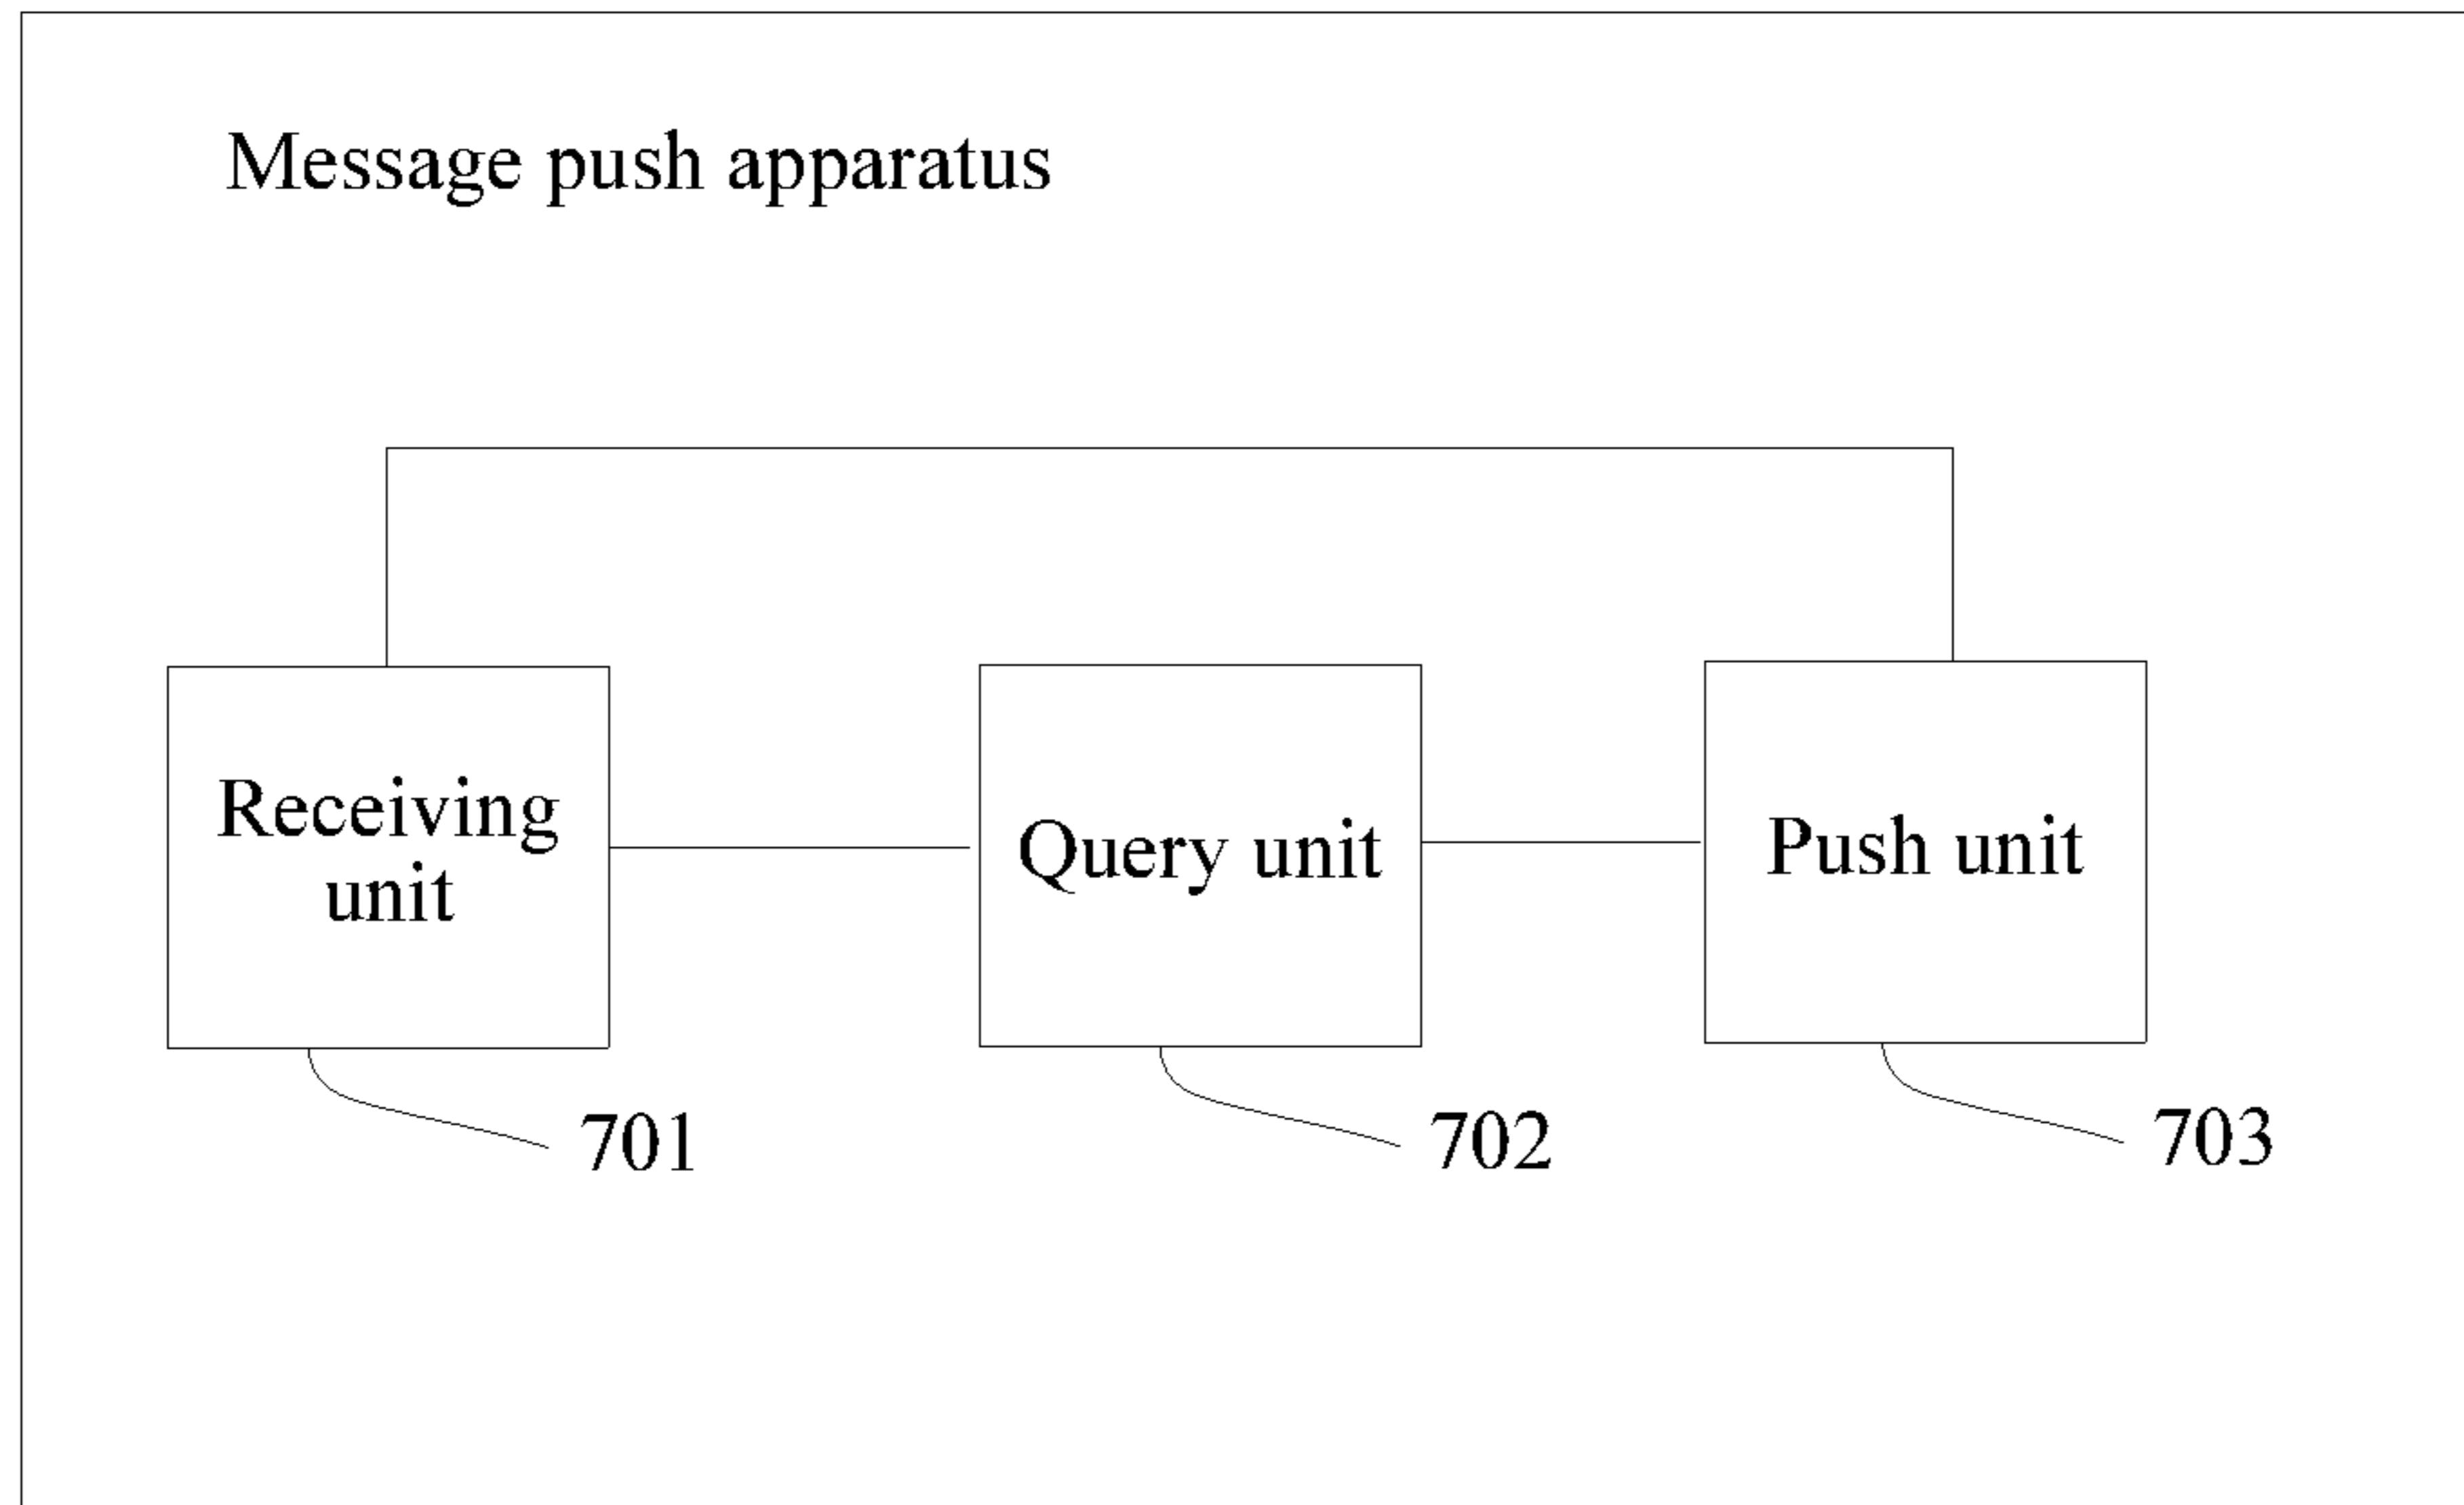 Message push apparatus
Receiving
unit
Query unit
Push unit
701
702
703